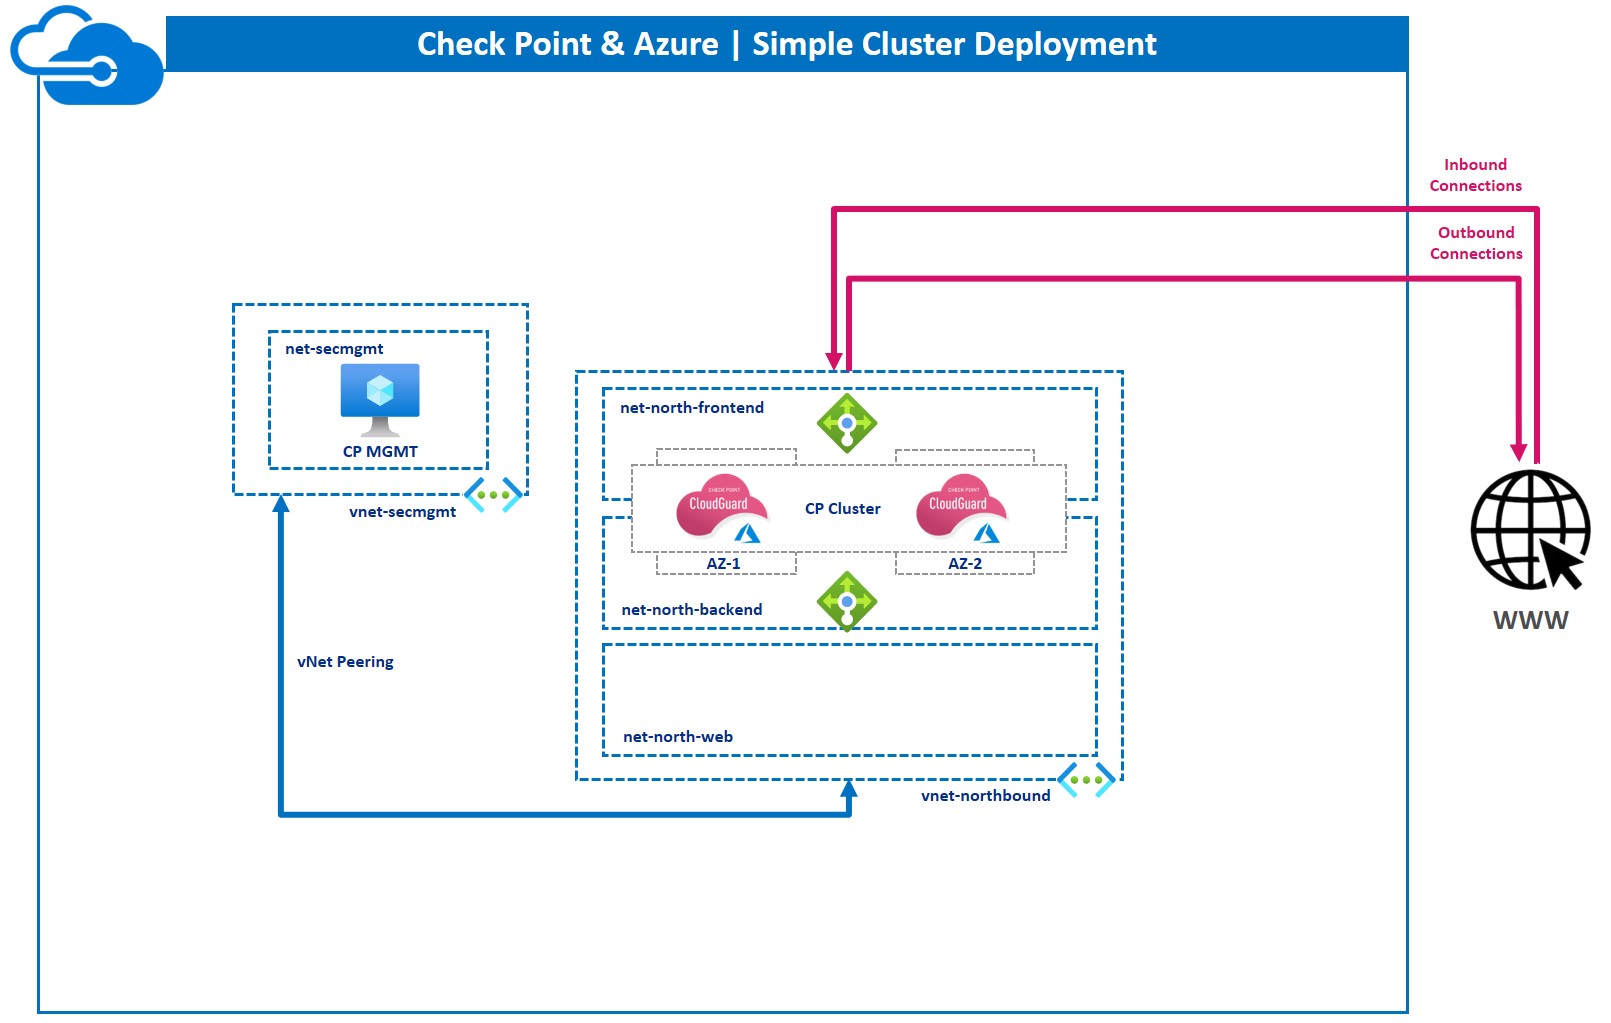 Check Point & Azure | Simple Cluster Deployment
Inbound
Connections
Outbound
Connections
net-secmgmt
CP MGMT
vnet-secmgmt
net-north-frontend
CHECK POINT
CloudGuard
CP Cluster
CHECK POINT
CloudGuard
AZ-1
AZ-2
net-north-backend
WWW
vNet Peering
net-north-web
vnet-northbound